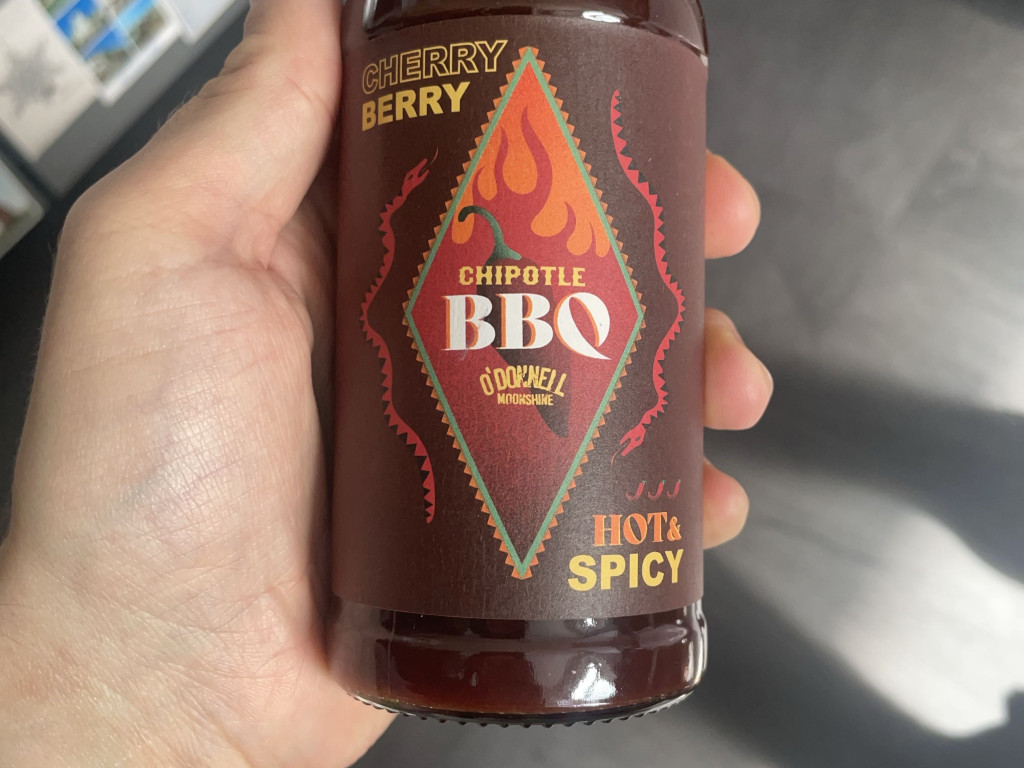 CHERRY
BERRY
CHIPOTLE
BBQ
O'DONNELL
MOONSHINE
HOT&
SPICY